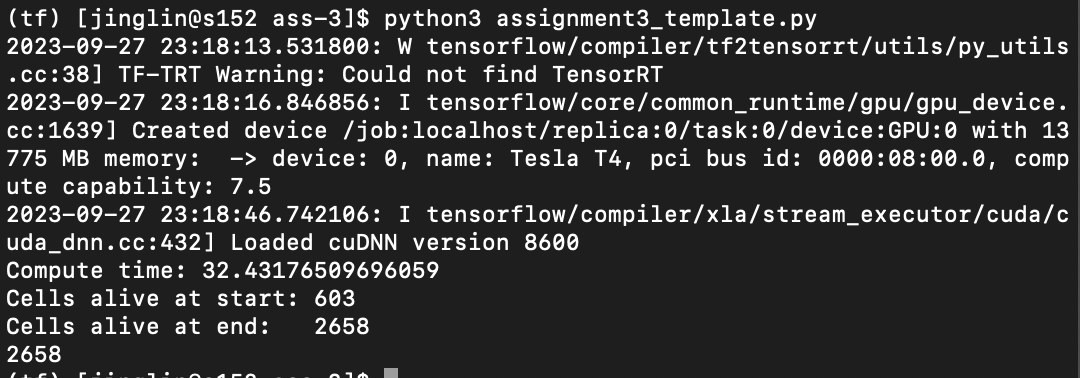 (tf) [jinglin@s152 ass-3]$ python3 assignment3_template.py
2023-09-27 23:18:13.531800: W tensorflow/compiler/tf2tensorrt/utils/py_utils
.cc:38] TF-TRT Warning: Could not find TensorRT
2023-09-27 23:18:16.846856: I tensorflow/core/common_runtime/gpu/gpu_device.
cc:1639] Created device /job:localhost/replica:0/task:0/device:GPU:0 with 13
775 MB memory:  -> device: 0, name: Tesla T4, pci bus id: 0000:08:00.0, comp
ute capability: 7.5
2023-09-27 23:18:46.742106: I tensorflow/compiler/xla/stream_executor/cuda/c
uda_dnn.cc:432] Loaded cuDNN version 8600
Compute time: 32.43176509696059
Cells alive at start: 603
Cells alive at end:   2658
2658
(tf) [jinglin@s152 ass-3]$